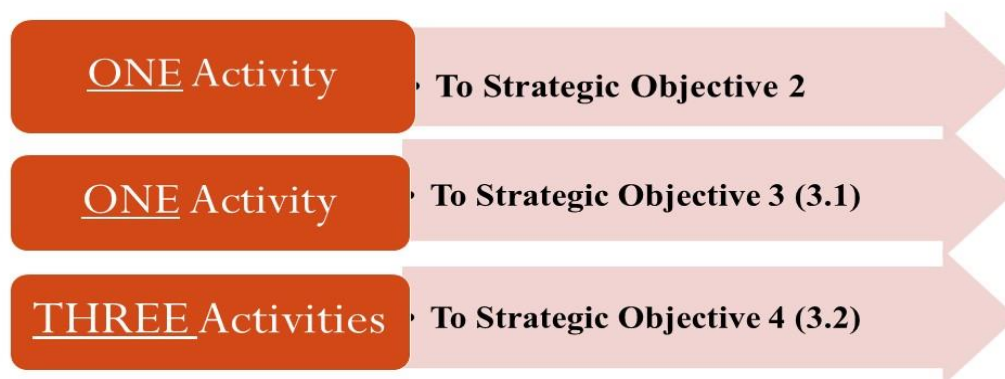 ONE Activity
• To Strategic Objective 2
ONE Activity
• To Strategic Objective 3 (3.1)
THREE Activities
• To Strategic Objective 4 (3.2)